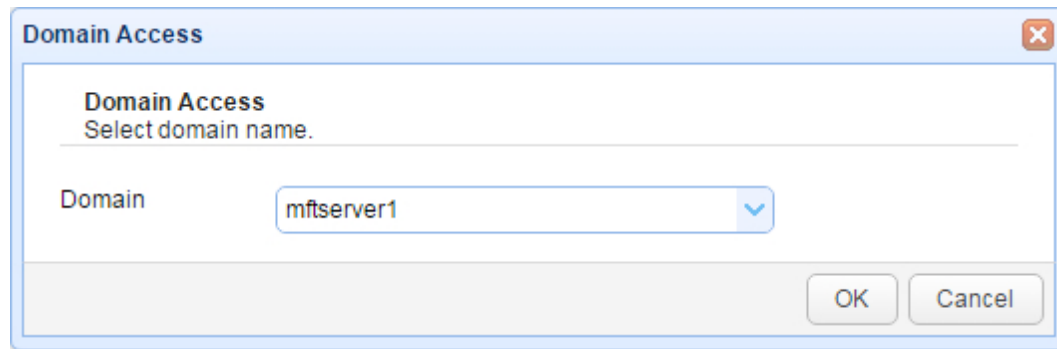 Domain Access
Domain Access
Select domain name.
Domain mftserver1
OK Cancel